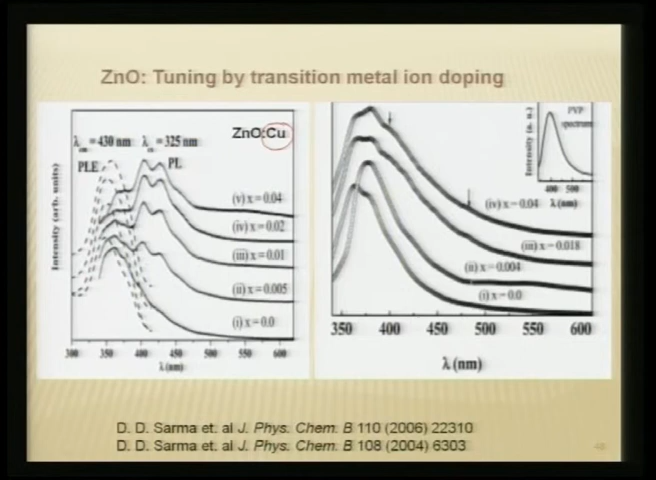 ZnO: Tuning by transition metal ion doping
ZnO:Cu
= 430 nm
= 325 nm
PLE
PL
Intensity (arb. units)
(v) x = 0.04
(iv) x = 0.02
(iii) x = 0.01
(ii) x = 0.005
(i) x = 0.0
300 350 400 450 500 550 600
λ (nm)
Intensity (a. u.)
PVP
spectrum
400 500
λ (nm)
(iv) x = 0.04
(iii) x = 0.018
(ii) x = 0.004
(i) x = 0.0
350 400 450 500 550 600
λ (nm)
D. D. Sarma et. al J. Phys. Chem. B 110 (2006) 22310
D. D. Sarma et. al J. Phys. Chem. B 108 (2004) 6303